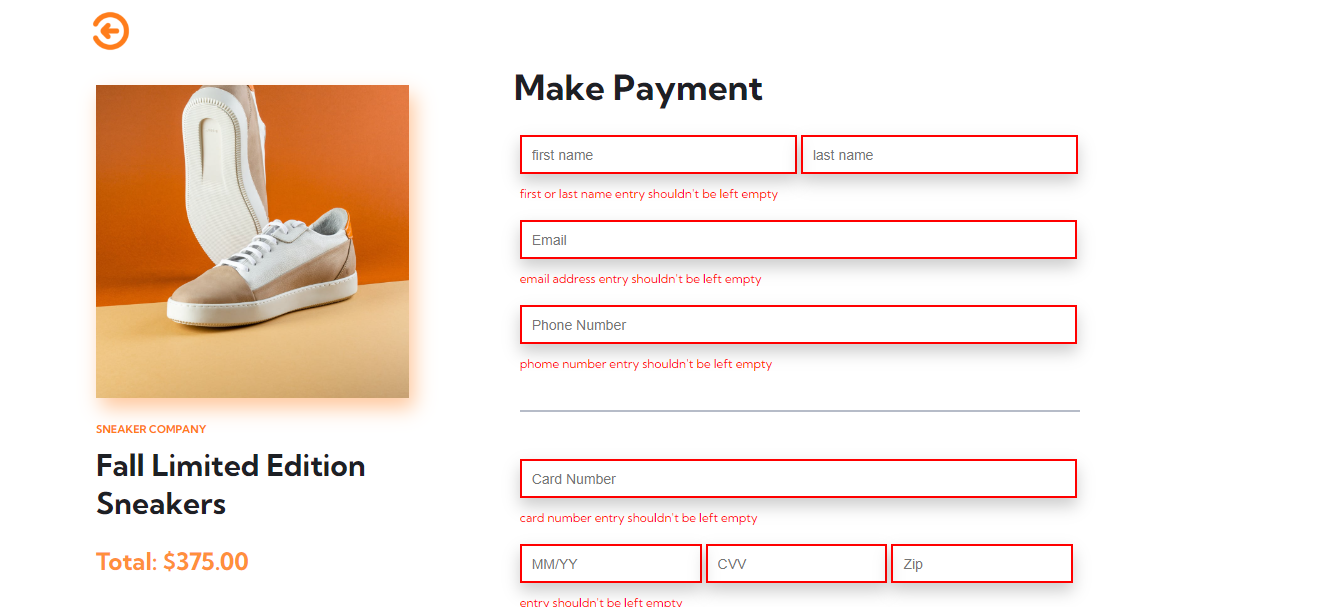 Make Payment
first name last name
first or last name entry shouldn't be left empty
Email
email address entry shouldn't be left empty
Phone Number
phome number entry shouldn't be left empty
SNEAKER COMPANY
Fall Limited Edition
Sneakers
Total: $375.00
Card Number
card number entry shouldn't be left empty
MM/YY CVV Zip
entry shouldn't be left empty